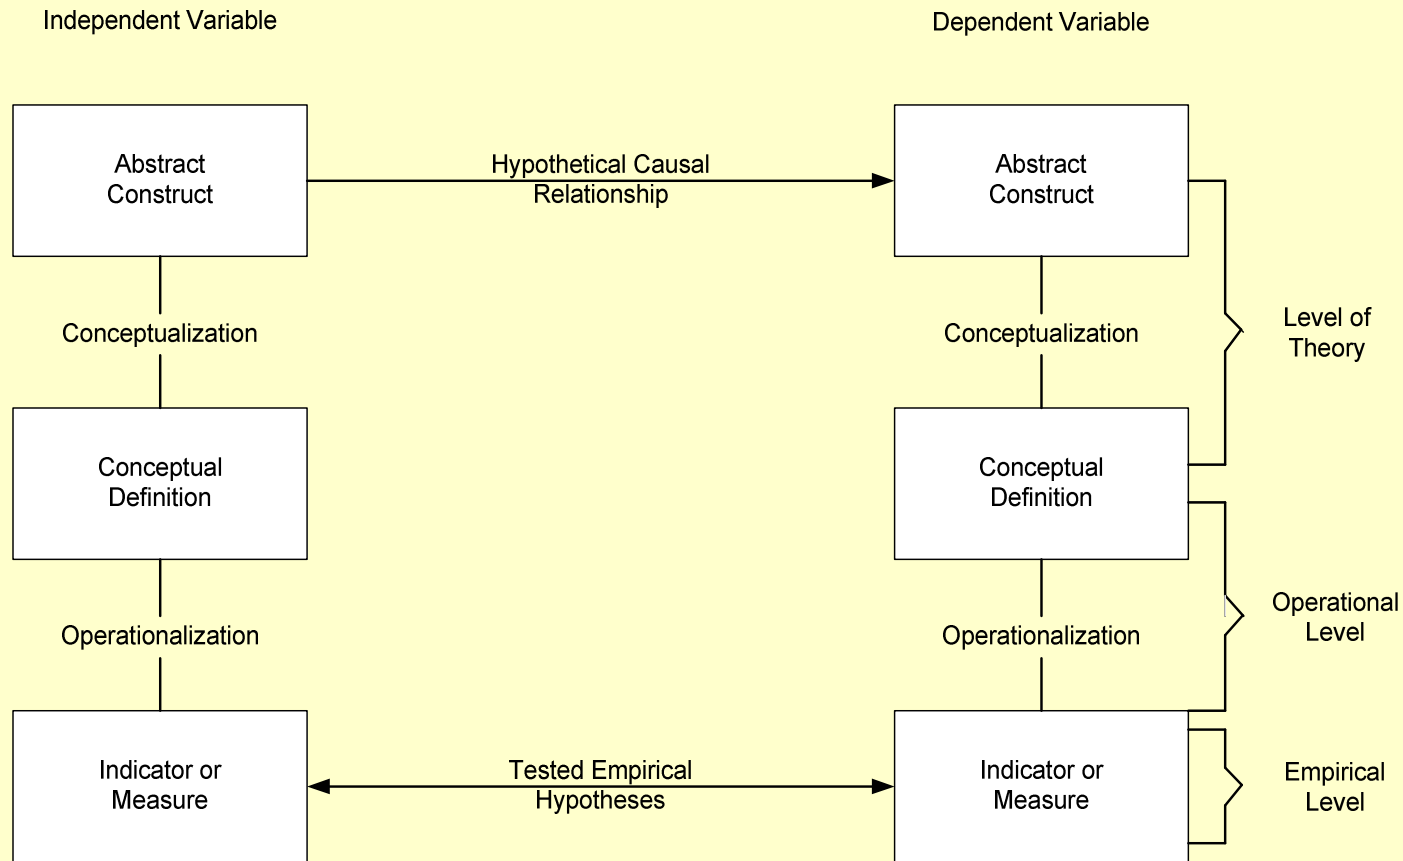 Independent Variable
Dependent Variable
Abstract
Construct
Hypothetical Causal
Relationship
Abstract
Construct
Conceptualization
Conceptualization
Level of
Theory
Conceptual
Definition
Conceptual
Definition
Operationalization
Operationalization
Operational
Level
Indicator or
Measure
Tested Empirical
Hypotheses
Indicator or
Measure
Empirical
Level